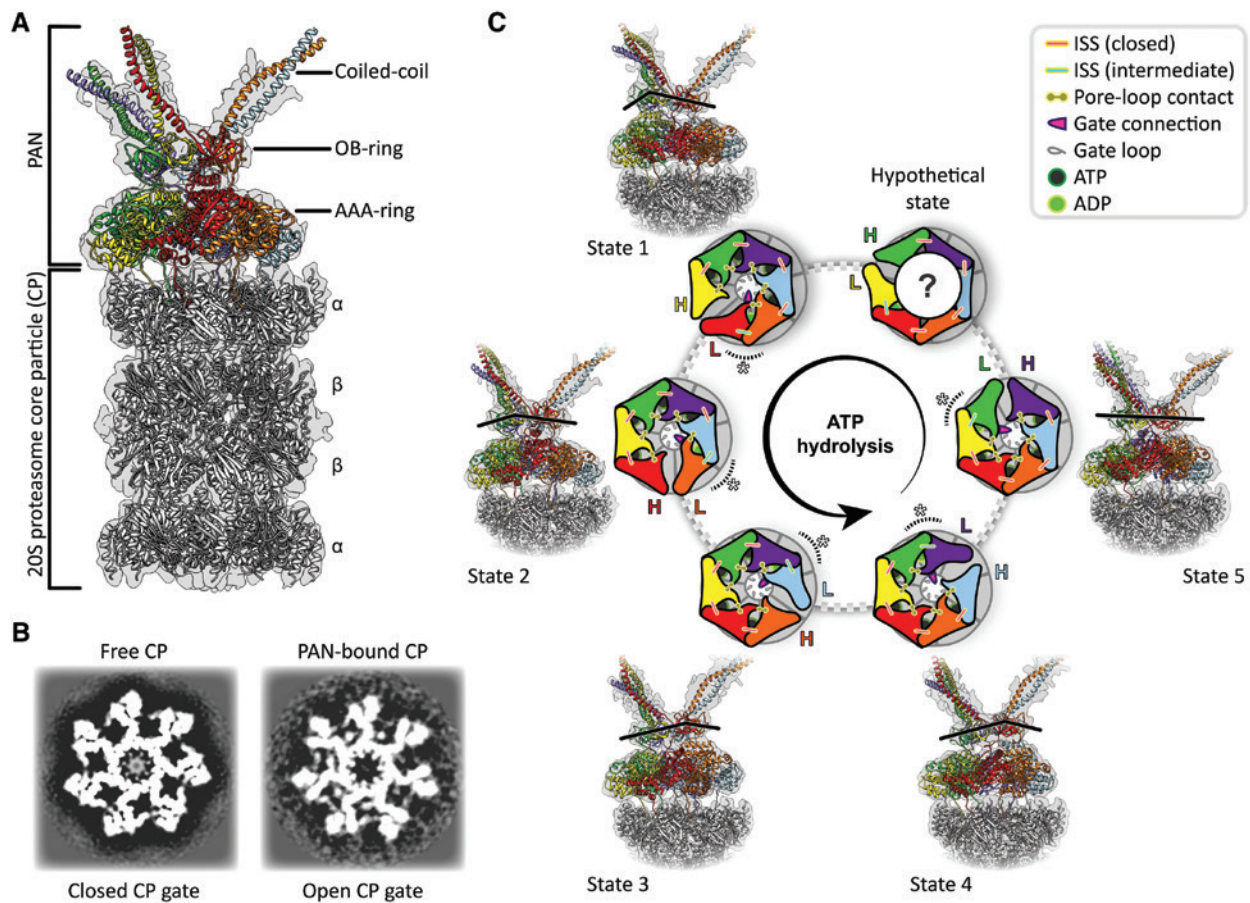 A
PAN
20S proteasome core particle (CP)
Coiled-coil
OB-ring
AAA-ring
α
β
β
α
B
Free CP
PAN-bound CP
Closed CP gate
Open CP gate
C
ISS (closed)
ISS (intermediate)
Pore-loop contact
Gate connection
Gate loop
ATP
ADP
Hypothetical
state
?
H
L
State 1
H
L
*
State 2
H
L
*
State 3
H
L
*
State 4
H
L
*
State 5
H
L
*
ATP
hydrolysis